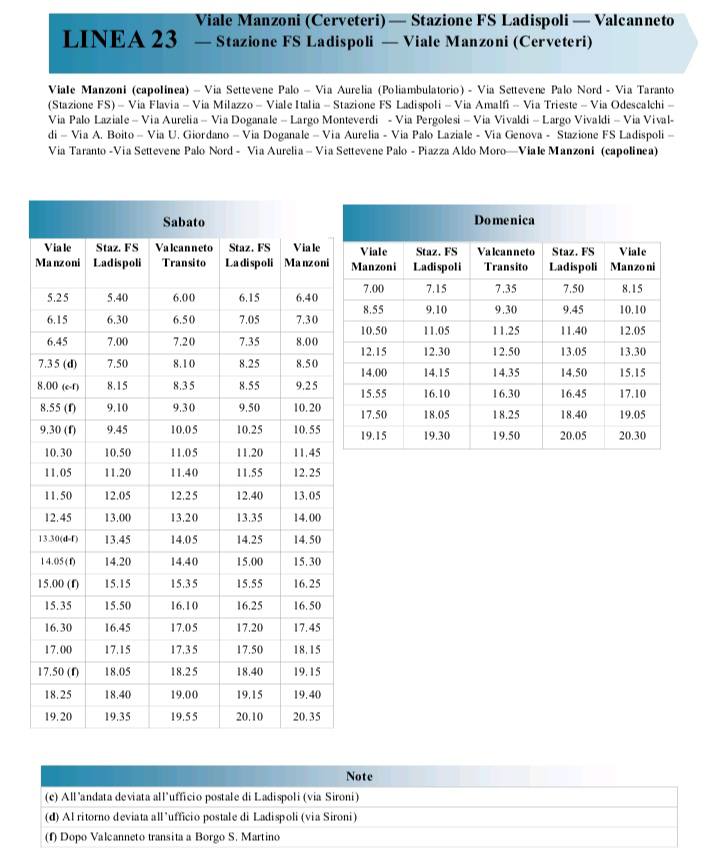 LINEA 23
Viale Manzoni (Cerveteri) — Stazione FS Ladispoli — Valcanneto
— Stazione FS Ladispoli — Viale Manzoni (Cerveteri)
Viale Manzoni (capolinea) – Via Settevene Palo – Via Aurelia (Poliambulatorio) - Via Settevene Palo Nord - Via Taranto
(Stazione FS) – Via Flavia – Via Milazzo – Viale Italia – Stazione FS Ladispoli – Via Amalfi – Via Trieste – Via Odescalchi –
Via Palo Laziale – Via Aurelia – Via Doganale – Largo Monteverdi - Via Pergolesi – Via Vivaldi – Largo Vivaldi – Via Vival-
di – Via A. Boito – Via U. Giordano – Via Doganale – Via Aurelia - Via Palo Laziale - Via Genova - Stazione FS Ladispoli –
Via Taranto -Via Settevene Palo Nord - Via Aurelia – Via Settevene Palo - Piazza Aldo Moro—Viale Manzoni (capolinea)
Sabato
Viale Staz. FS Valcanneto Staz. FS Viale
Manzoni Ladispoli Transito Ladispoli Manzoni
5.25 5.40 6.00 6.15 6.40
6.15 6.30 6.50 7.05 7.30
6.45 7.00 7.20 7.35 8.00
7.35 (d) 7.50 8.10 8.25 8.50
8.00 (c-f) 8.15 8.35 8.55 9.25
8.55 (f) 9.10 9.30 9.50 10.20
9.30 (f) 9.45 10.05 10.25 10.55
10.30 10.50 11.05 11.20 11.45
11.05 11.20 11.40 11.55 12.25
11.50 12.05 12.25 12.40 13.05
12.45 13.00 13.20 13.35 14.00
13.30(d-f) 13.45 14.05 14.25 14.50
14.05 (f) 14.20 14.40 15.00 15.30
15.00 (f) 15.15 15.35 15.55 16.25
15.35 15.50 16.10 16.25 16.50
16.30 16.45 17.05 17.20 17.45
17.00 17.15 17.35 17.50 18.15
17.50 (f) 18.05 18.25 18.40 19.15
18.25 18.40 19.00 19.15 19.40
19.20 19.35 19.55 20.10 20.35
Domenica
Viale Staz. FS Valcanneto Staz. FS Viale
Manzoni Ladispoli Transito Ladispoli Manzoni
7.00 7.15 7.35 7.50 8.15
8.55 9.10 9.30 9.45 10.10
10.50 11.05 11.25 11.40 12.05
12.15 12.30 12.50 13.05 13.30
14.00 14.15 14.35 14.50 15.15
15.55 16.10 16.30 16.45 17.10
17.50 18.05 18.25 18.40 19.05
19.15 19.30 19.50 20.05 20.30
Note
(c) All'andata deviata all'ufficio postale di Ladispoli (via Sironi)
(d) Al ritorno deviata all'ufficio postale di Ladispoli (via Sironi)
(f) Dopo Valcanneto transita a Borgo S. Martino